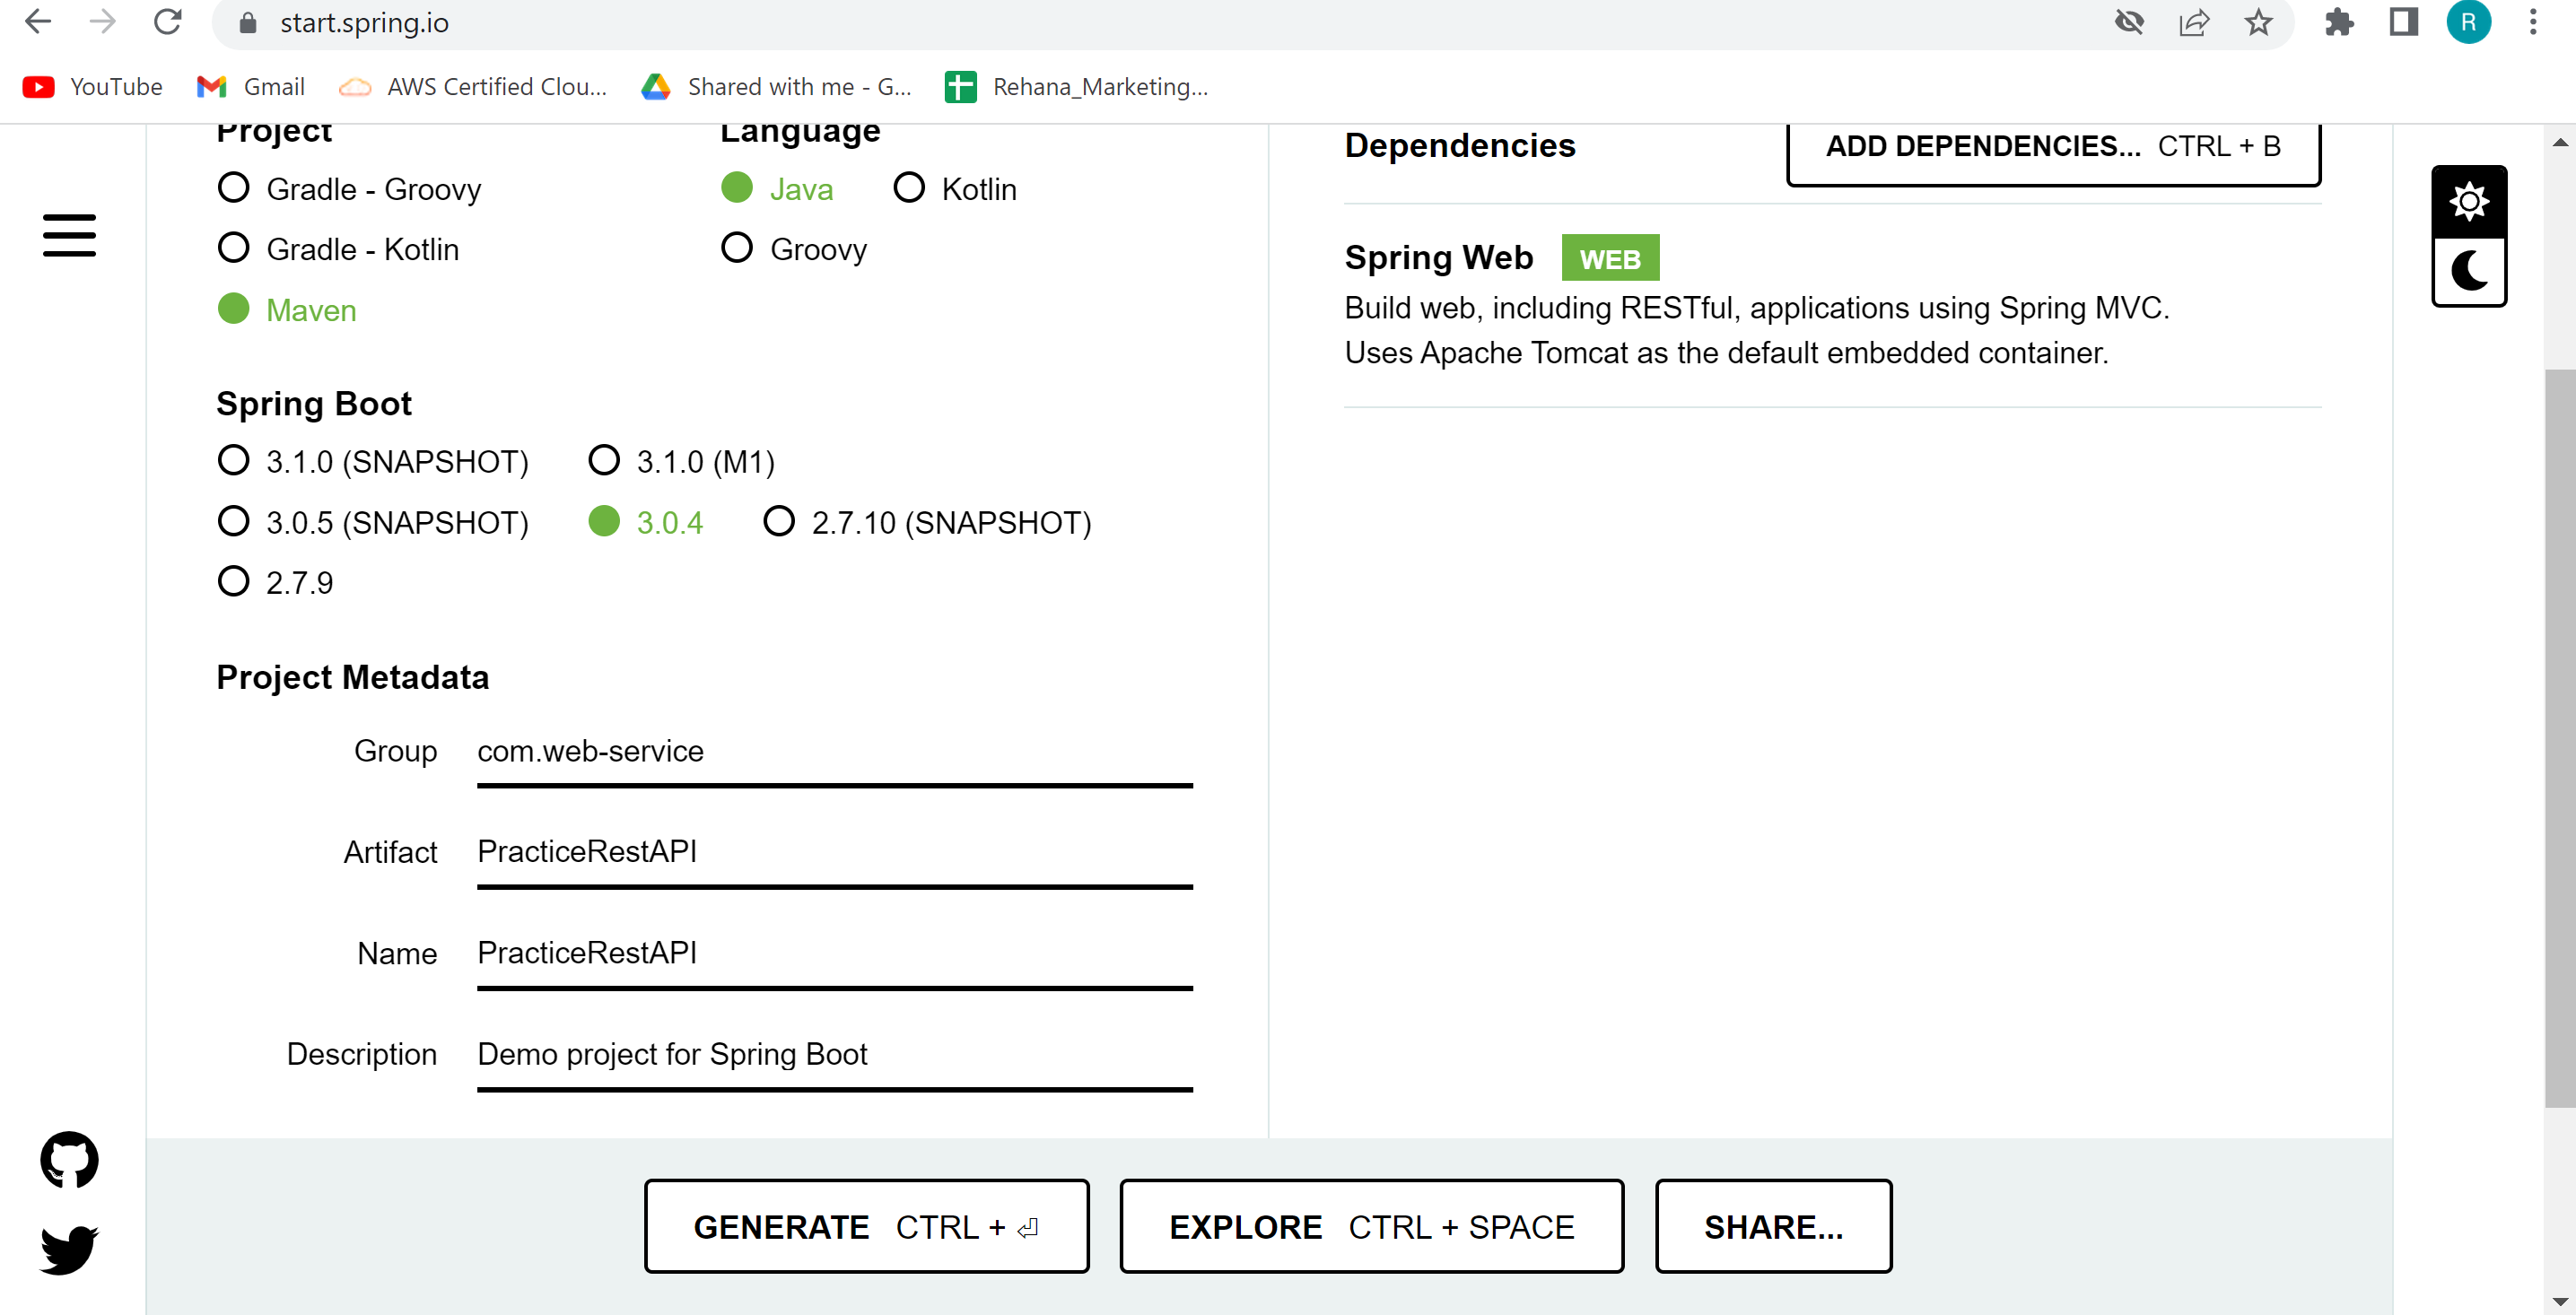 start.spring.io
R
YouTube Gmail AWS Certified Clou... Shared with me - G... Rehana_Marketing...
Project Language
Gradle - Groovy Java Kotlin
Gradle - Kotlin Groovy
Maven
Spring Boot
3.1.0 (SNAPSHOT) 3.1.0 (M1)
3.0.5 (SNAPSHOT) 3.0.4 2.7.10 (SNAPSHOT)
2.7.9
Project Metadata
Group com.web-service
Artifact PracticeRestAPI
Name PracticeRestAPI
Description Demo project for Spring Boot
Dependencies ADD DEPENDENCIES... CTRL + B
Spring Web WEB
Build web, including RESTful, applications using Spring MVC.
Uses Apache Tomcat as the default embedded container.
GENERATE CTRL + ⏎ EXPLORE CTRL + SPACE SHARE...